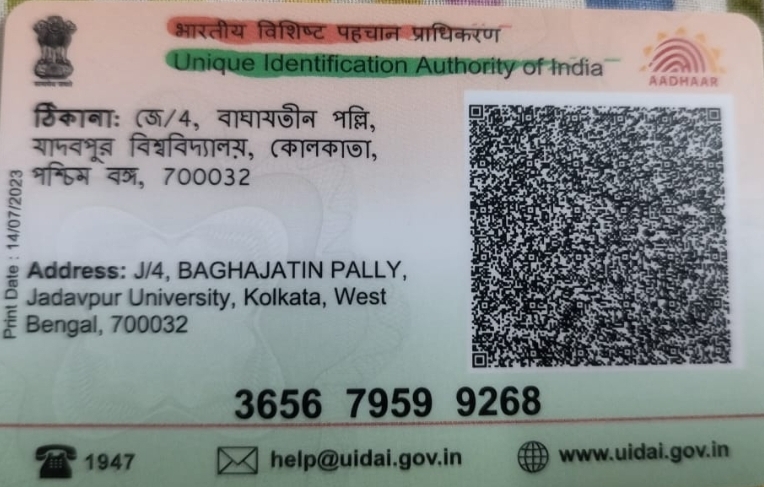 भारतीय विशिष्ट पहचान प्राधिकरण
Unique Identification Authority of India
AADHAAR
ঠিকানা: জে/4, বাঘাযতীন পল্লি,
যাদবপুর বিশ্ববিদ্যালয়, কোলকাতা,
পশ্চিম বঙ্গ, 700032
Print Date : 14/07/2023
Address: J/4, BAGHAJATIN PALLY,
Jadavpur University, Kolkata, West
Bengal, 700032
3656 7959 9268
1947
help@uidai.gov.in
www.uidai.gov.in